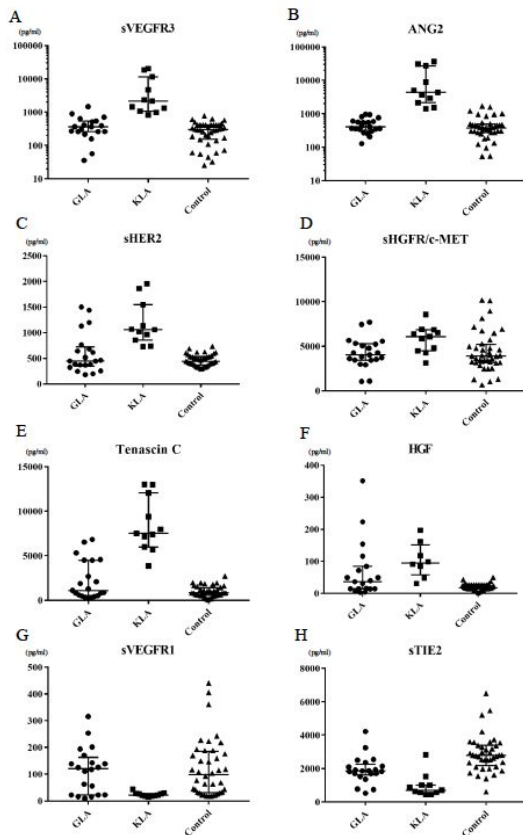 A
sVEGFR3
(pg/ml)
100000
10000
1000
100
10
GLA
KLA
Control
B
ANG2
(pg/ml)
100000
10000
1000
100
10
GLA
KLA
Control
C
sHER2
(pg/ml)
2500
2000
1500
1000
500
0
GLA
KLA
Control
D
sHGFR/c-MET
(pg/ml)
15000
10000
5000
0
GLA
KLA
Control
E
Tenascin C
(pg/ml)
15000
10000
5000
0
GLA
KLA
Control
F
HGF
(pg/ml)
400
300
200
100
0
GLA
KLA
Control
G
sVEGFR1
(pg/ml)
500
400
300
200
100
0
GLA
KLA
Control
H
sTIE2
(pg/ml)
8000
6000
4000
2000
0
GLA
KLA
Control